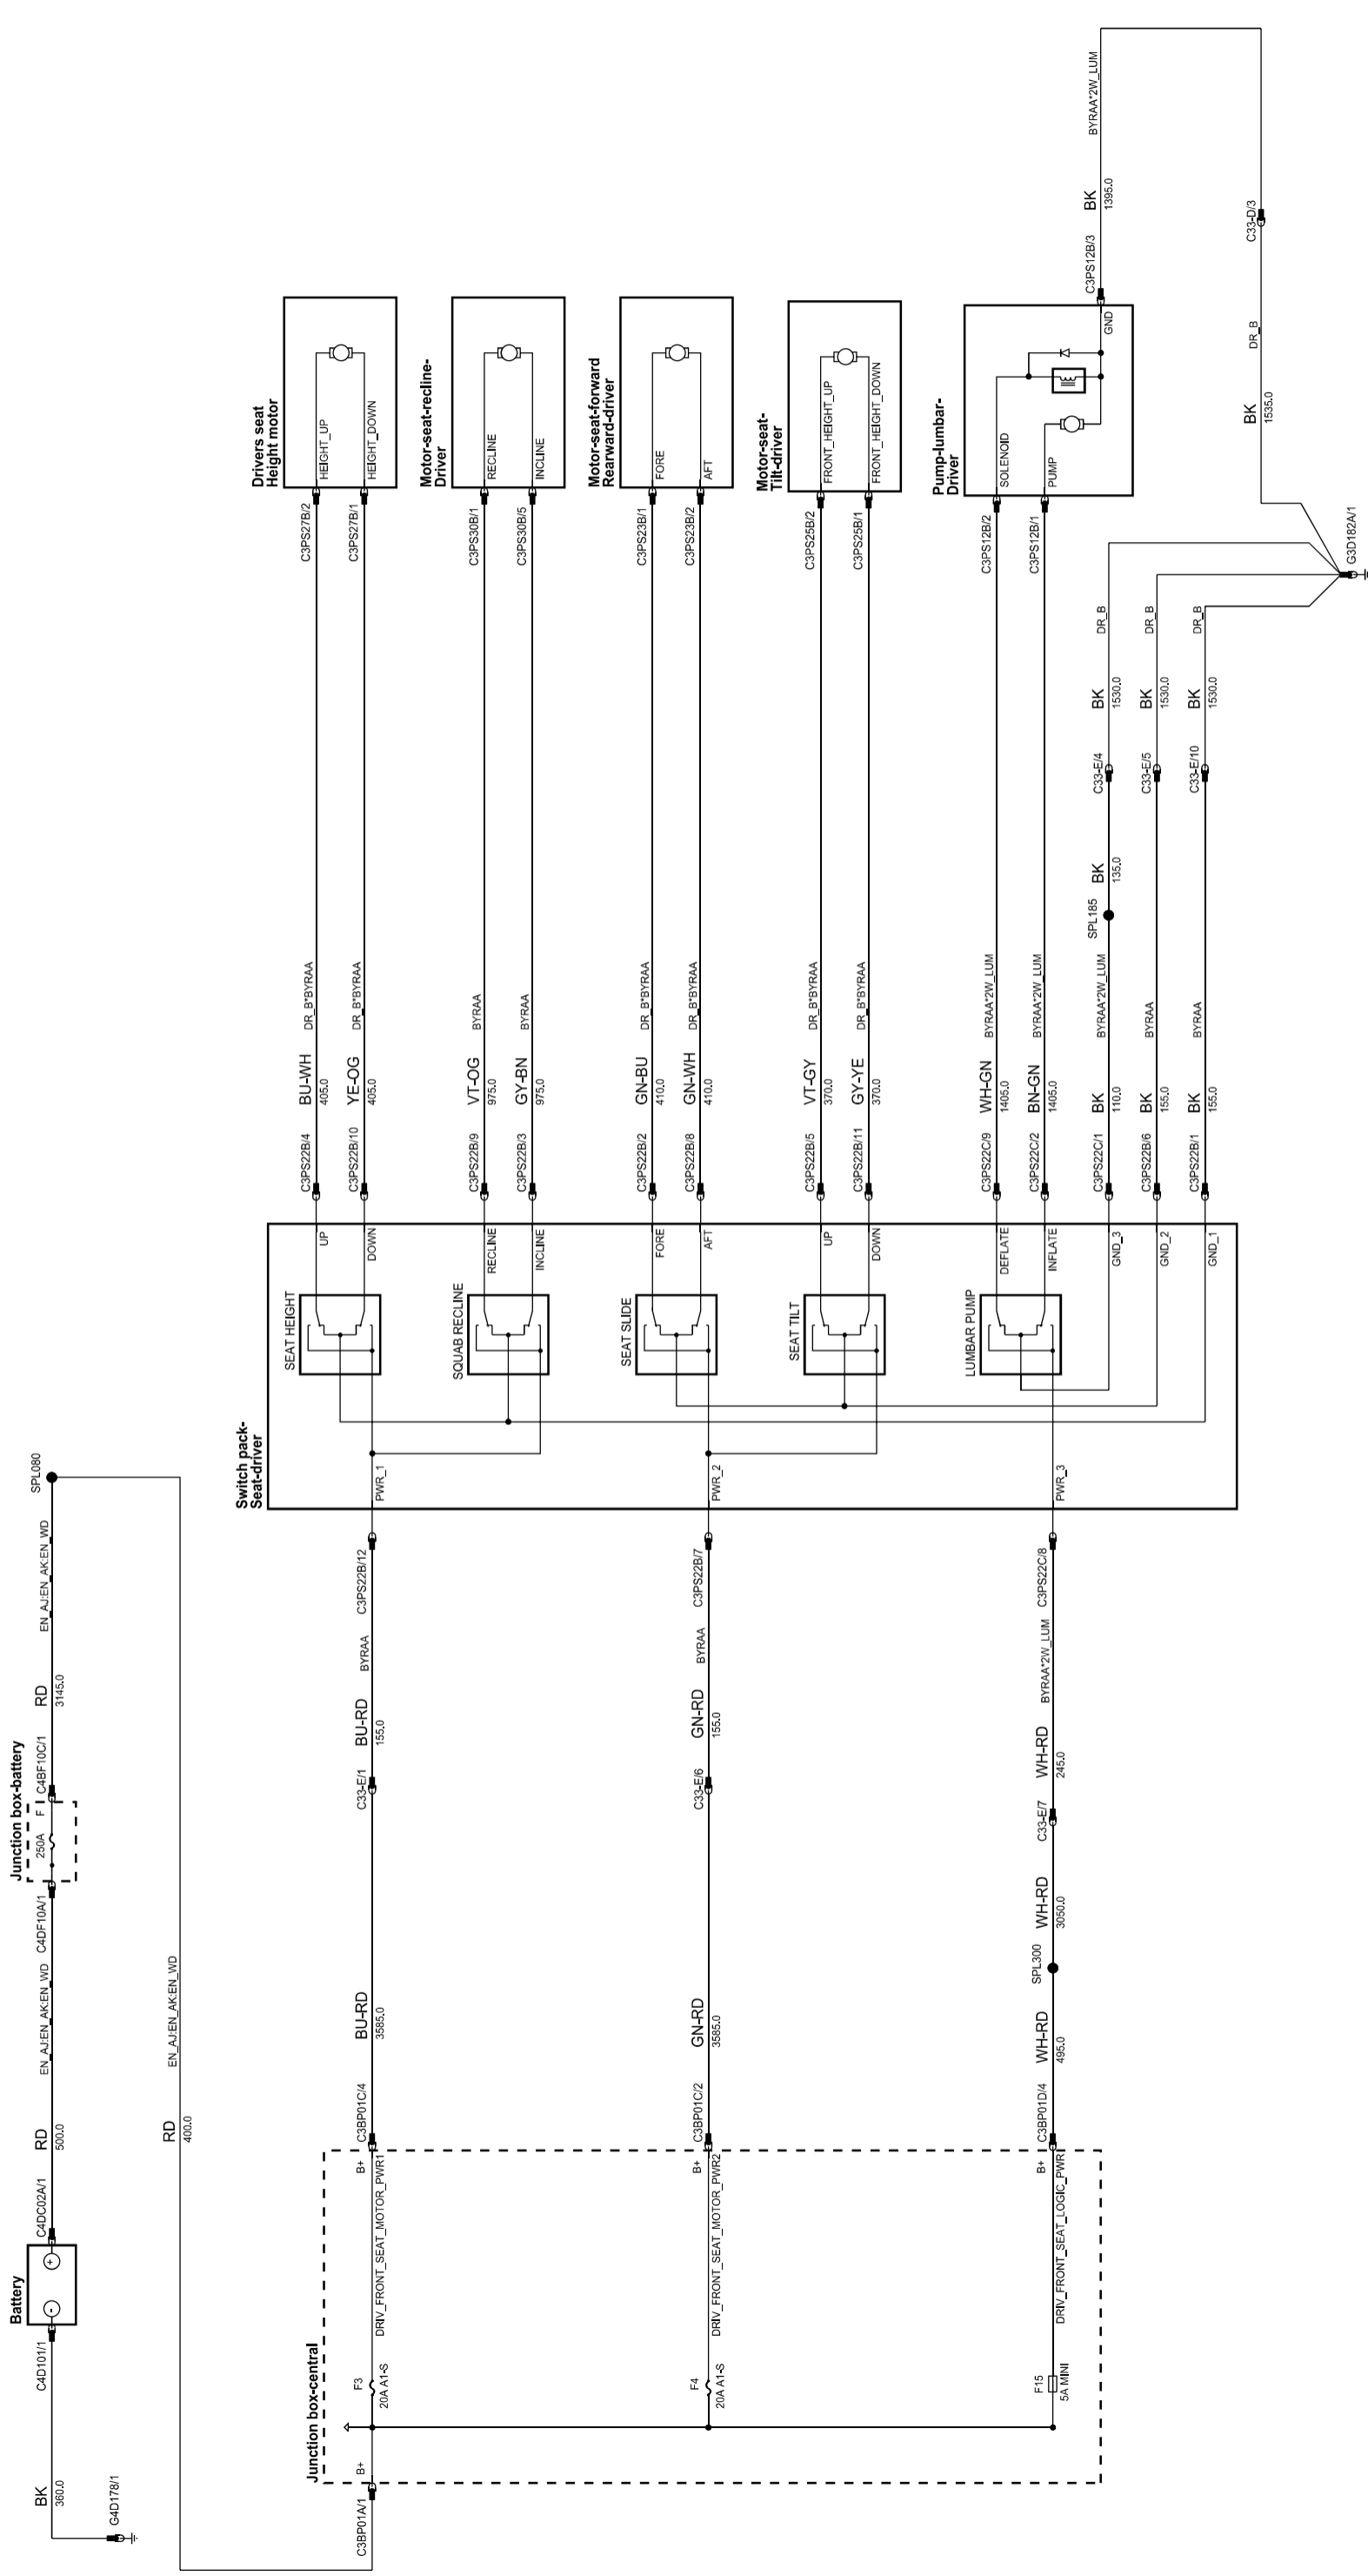 Battery
C4D101/1
BK
360.0
G4D178/1
-
+
C4DC02A/1
RD
500.0
EN_AJ:EN_AK:EN_WD
C4DF10A/1
Junction box-battery
250A
F
C4BF10C/1
RD
3145.0
EN_AJ:EN_AK:EN_WD
SPL080
RD
400.0
EN_AJ:EN_AK:EN_WD
Junction box-central
C3BP01A/1
B+
F3
20A A1-S
DRIV_FRONT_SEAT_MOTOR_PWR1
B+
C3BP01C/4
BU-RD
3585.0
C33-E/1
BU-RD
155.0
BYRAA
C3PS22B/12
F4
20A A1-S
DRIV_FRONT_SEAT_MOTOR_PWR2
B+
C3BP01C/2
GN-RD
3585.0
C33-E/6
GN-RD
155.0
BYRAA
C3PS22B/7
F15
5A MINI
DRIV_FRONT_SEAT_LOGIC_PWR1
B+
C3BP01D/4
WH-RD
495.0
SPL300
WH-RD
3050.0
C33-E/7
WH-RD
245.0
BYRAA*2W_LUM
C3PS22C/8
Switch pack-
Seat-driver
PWR_1
PWR_2
PWR_3
SEAT HEIGHT
UP
DOWN
SQUAB RECLINE
RECLINE
INCLINE
SEAT SLIDE
FORE
AFT
SEAT TILT
UP
DOWN
LUMBAR PUMP
DEFLATE
INFLATE
GND_3
GND_2
GND_1
C3PS22B/4
BU-WH
405.0
DR_B*BYRAA
C3PS27B/2
C3PS22B/10
YE-OG
405.0
DR_B*BYRAA
C3PS27B/1
Drivers seat
Height motor
HEIGHT_UP
HEIGHT_DOWN
C3PS22B/9
VT-OG
975.0
BYRAA
C3PS30B/1
C3PS22B/3
GY-BN
975.0
BYRAA
C3PS30B/5
Motor-seat-recline-
Driver
RECLINE
INCLINE
C3PS22B/2
GN-BU
410.0
DR_B*BYRAA
C3PS23B/1
C3PS22B/8
GN-WH
410.0
DR_B*BYRAA
C3PS23B/2
Motor-seat-forward
Rearward-driver
FORE
AFT
C3PS22B/5
VT-GY
370.0
DR_B*BYRAA
C3PS25B/2
C3PS22B/11
GY-YE
370.0
DR_B*BYRAA
C3PS25B/1
Motor-seat-
Tilt-driver
FRONT_HEIGHT_UP
FRONT_HEIGHT_DOWN
C3PS22C/9
WH-GN
1405.0
BYRAA*2W_LUM
C3PS12B/2
C3PS22C/2
BN-GN
1405.0
BYRAA*2W_LUM
C3PS12B/1
Pump-lumbar-
Driver
SOLENOID
PUMP
GND
C3PS12B/3
BK
1395.0
BYRAA*2W_LUM
C33-D/3
DR_B
BK
1535.0
C3PS22C/1
BK
110.0
BYRAA*2W_LUM
SPL185
BK
135.0
C33-E/4
BK
1530.0
DR_B
C3PS22B/6
BK
155.0
BYRAA
C33-E/5
BK
1530.0
DR_B
C3PS22B/1
BK
155.0
BYRAA
C33-E/10
BK
1530.0
DR_B
G3D182A/1